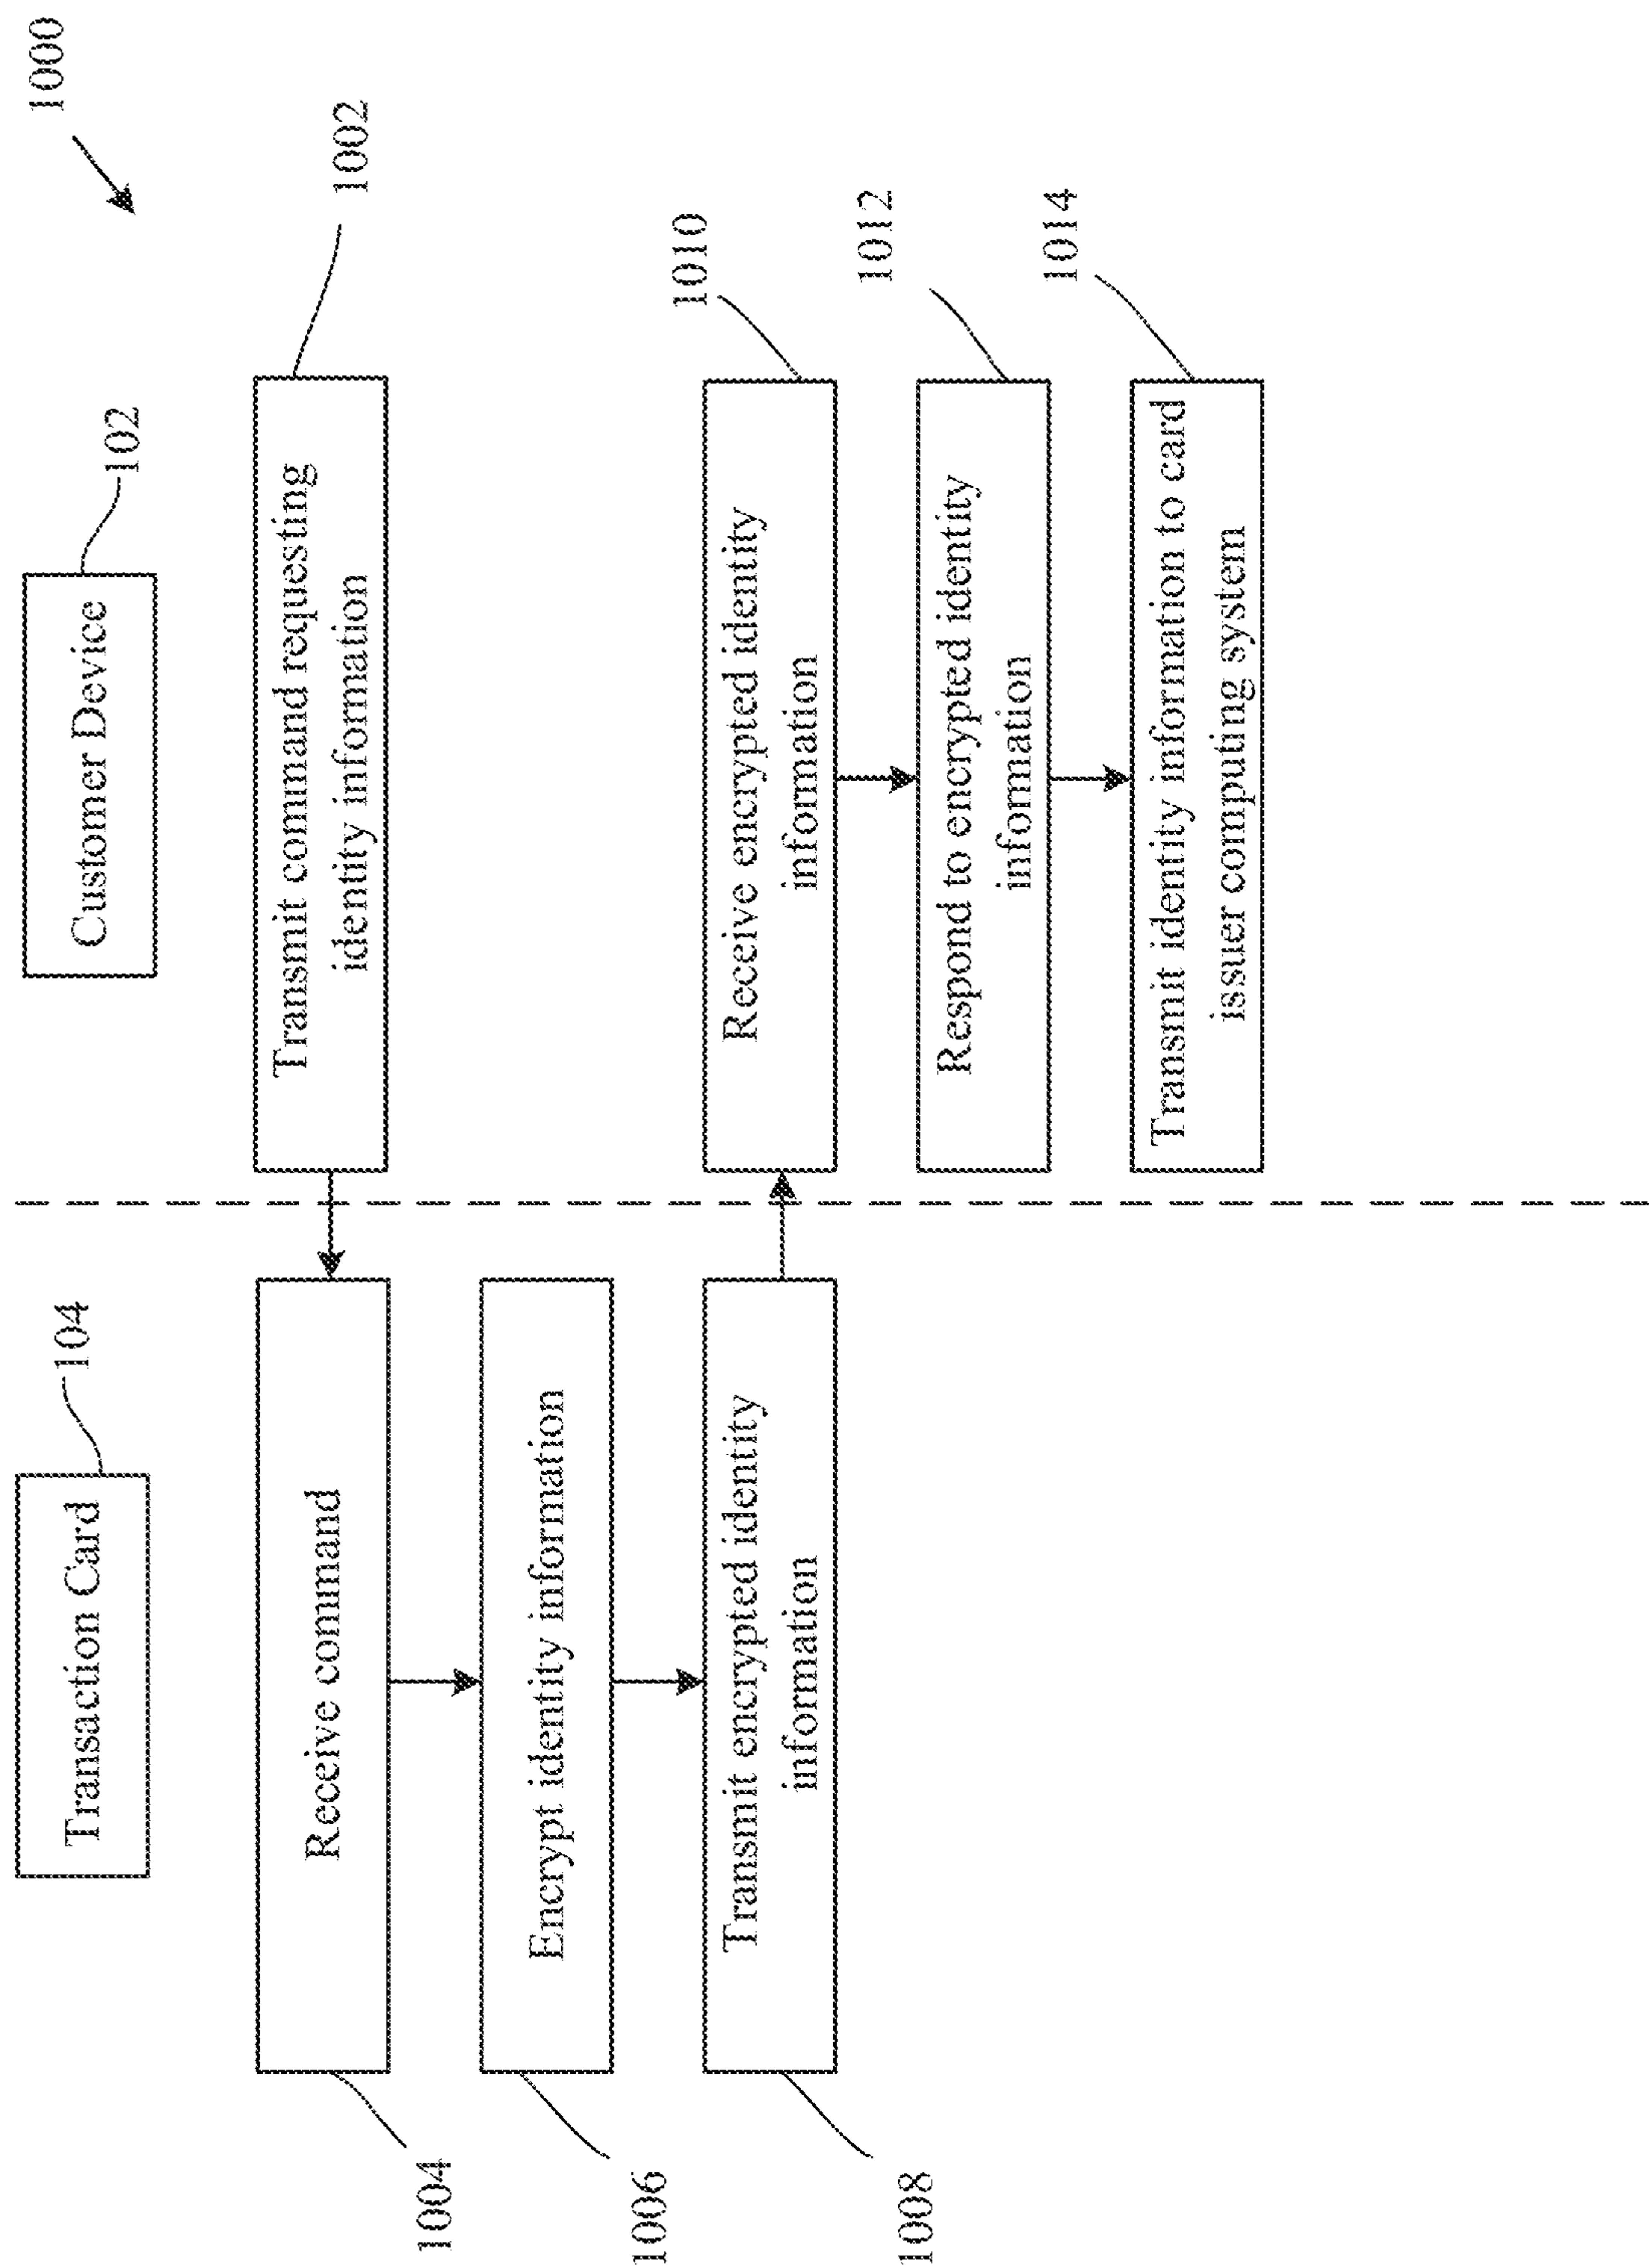 1000
Transaction Card
104
Customer Device
102
Receive command
1004
Transmit command requesting
identity information
1002
Encrypt identity information
1006
Transmit encrypted identity
information
1008
Receive encrypted identity
information
1010
Respond to encrypted identity
information
1012
Transmit identity information to card
issuer computing system
1014